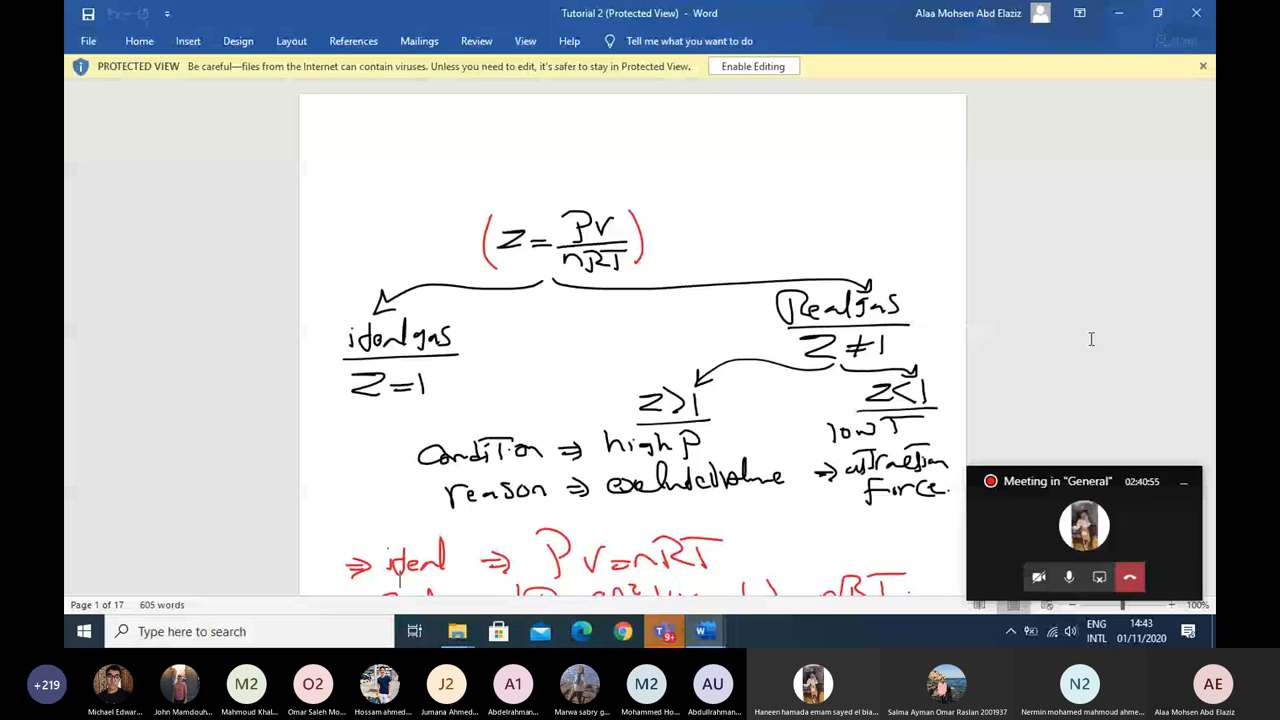 Tutorial 2 (Protected View) - Word
Alaa Mohsen Abd Elaziz
File Home Insert Design Layout References Mailings Review View Help Tell me what you want to do
PROTECTED VIEW Be careful—files from the Internet can contain viruses. Unless you need to edit, it's safer to stay in Protected View. Enable Editing
(Z = PV / nRT)
ideal gas
Z = 1
Real gas
Z ≠ 1
Z > 1
Z < 1
condition ⇒ high P
low T
reason ⇒ excluded volume ⇒ attraction
force
⇒ ideal ⇒ PV = nRT
nRT
Meeting in "General" 02:40:55
Page 1 of 17 605 words
100%
Type here to search
9+
ENG
INTL
14:43
01/11/2020
+219
M2
O2
J2
A1
M2
AU
N2
AE
Michael Edwar...
John Mamdouh...
Mahmoud Khal...
Omar Saleh Mo...
Hossam ahmed...
Jumana Ahmed...
Abdelrahman...
Marwa sabry g...
Mohammed Ho...
Abdullrahman...
Haneen hamada emam sayed el bia...
Salma Ayman Omar Raslan 2001937
Nermin mohamed mahmoud ahme...
Alaa Mohsen Abd Elaziz